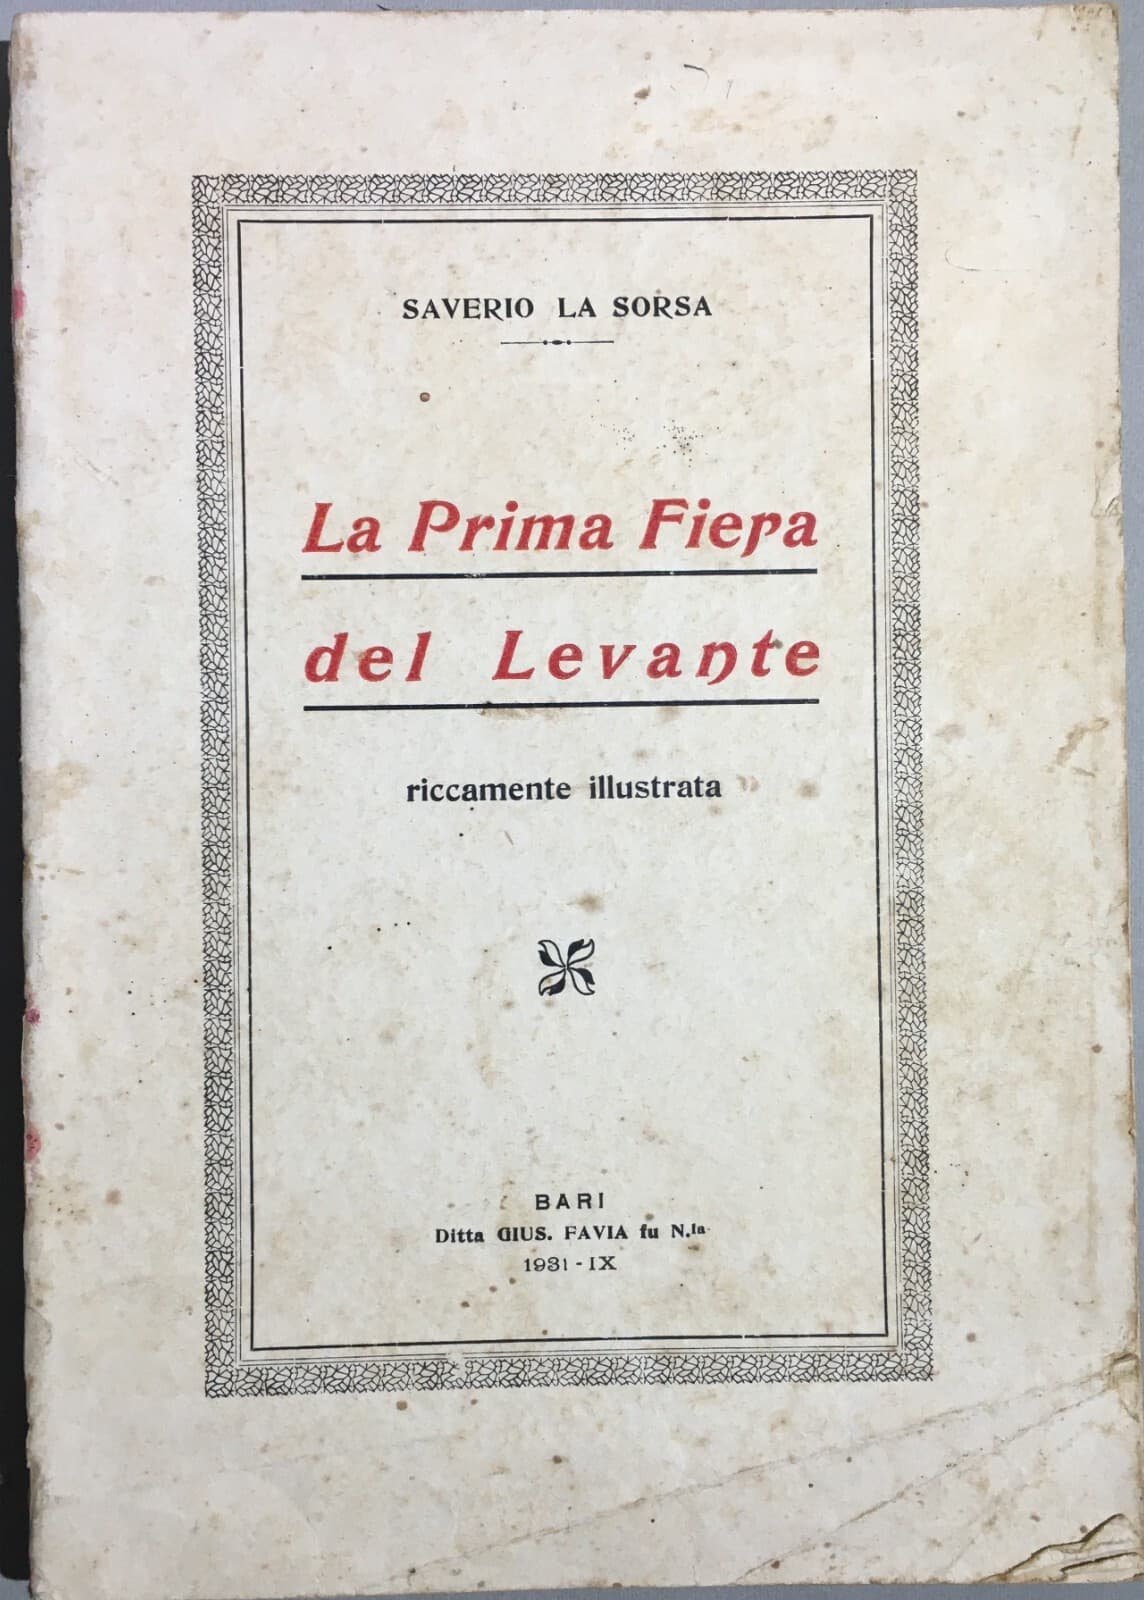 SAVERIO LA SORSA
La Prima Fiera
del Levante
riccamente illustrata
BARI
Ditta GIUS. FAVIA fu N.la
1931 - IX